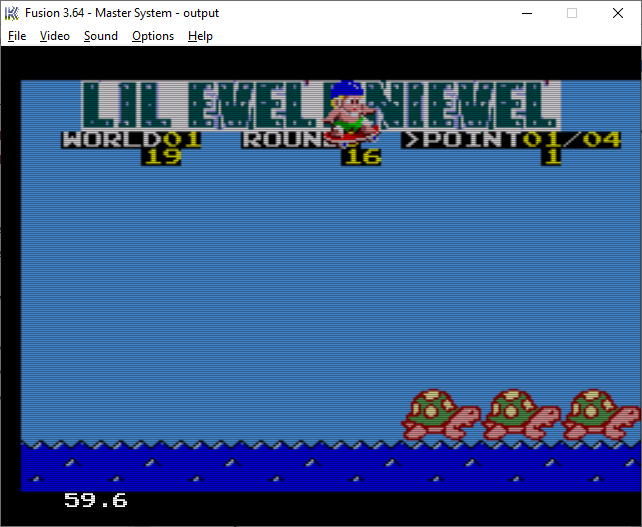 Fusion 3.64 - Master System - output
File Video Sound Options Help
LIL EVEL KNIEVEL
WORLD01 ROUND >POINT01/04
19 16 1
59.6